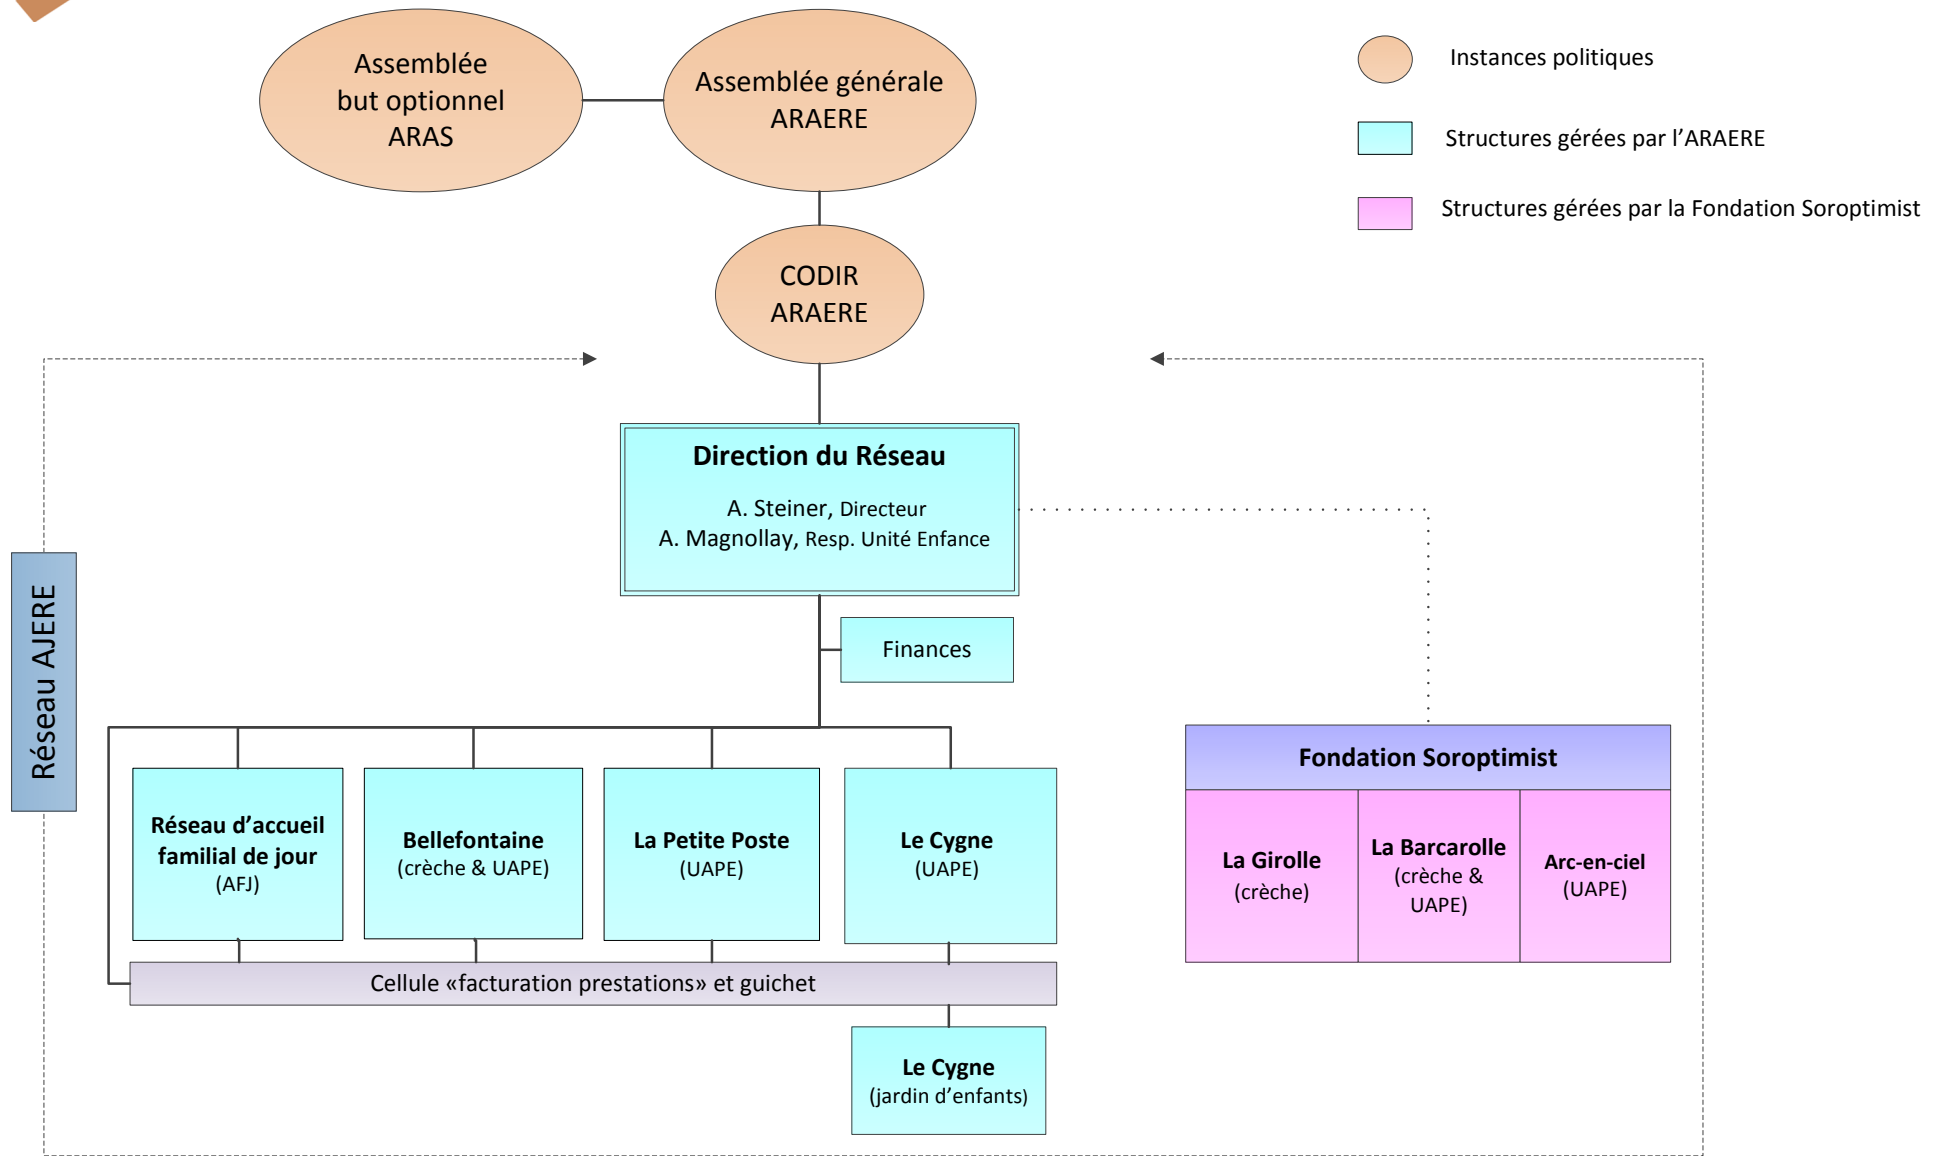 Assemblée
but optionnel
ARAS
Assemblée générale
ARAERE
Instances politiques
Structures gérées par l’ARAERE
Structures gérées par la Fondation Soroptimist
CODIR
ARAERE
Direction du Réseau
A. Steiner, Directeur
A. Magnollay, Resp. Unité Enfance
Réseau AJERE
Finances
Réseau d’accueil
familial de jour
(AFJ)
Bellefontaine
(crèche & UAPE)
La Petite Poste
(UAPE)
Le Cygne
(UAPE)
Fondation Soroptimist
La Girolle
(crèche)
La Barcarolle
(crèche &
UAPE)
Arc-en-ciel
(UAPE)
Cellule «facturation prestations» et guichet
Le Cygne
(jardin d’enfants)